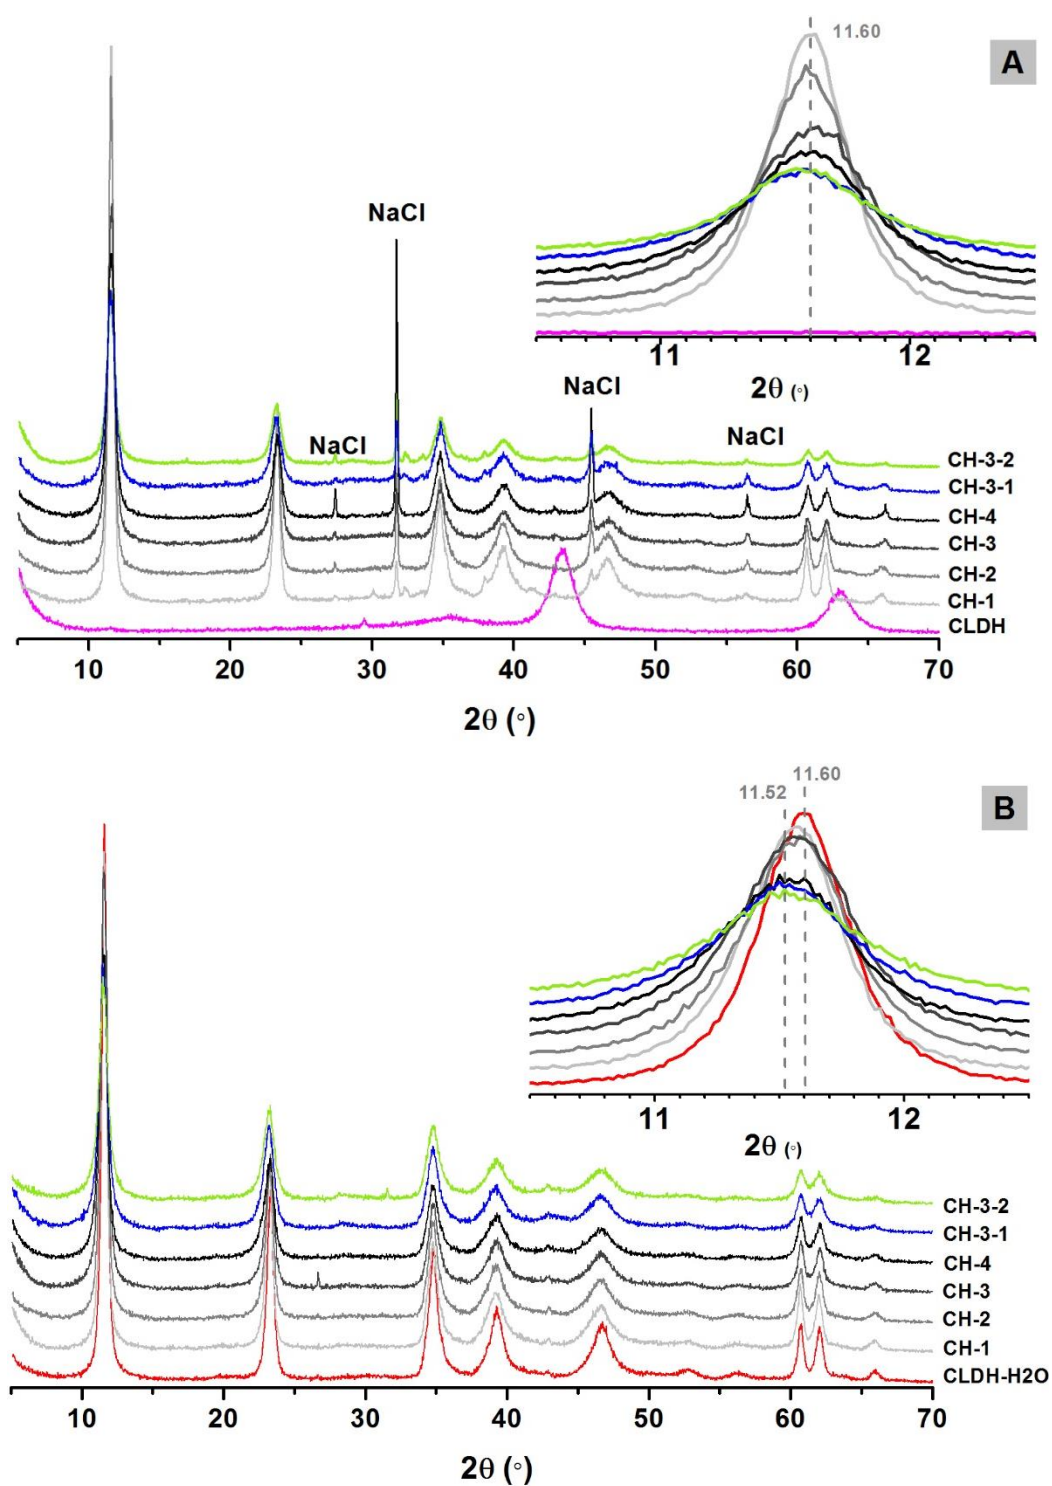 11.60
A
NaCl
11
12
2θ (°)
NaCl
NaCl
NaCl
CH-3-2
CH-3-1
CH-4
CH-3
CH-2
CH-1
CLDH
10
20
30
40
50
60
70
2θ (°)
11.60
11.52
B
11
12
2θ (°)
CH-3-2
CH-3-1
CH-4
CH-3
CH-2
CH-1
CLDH-H2O
10
20
30
40
50
60
70
2θ (°)